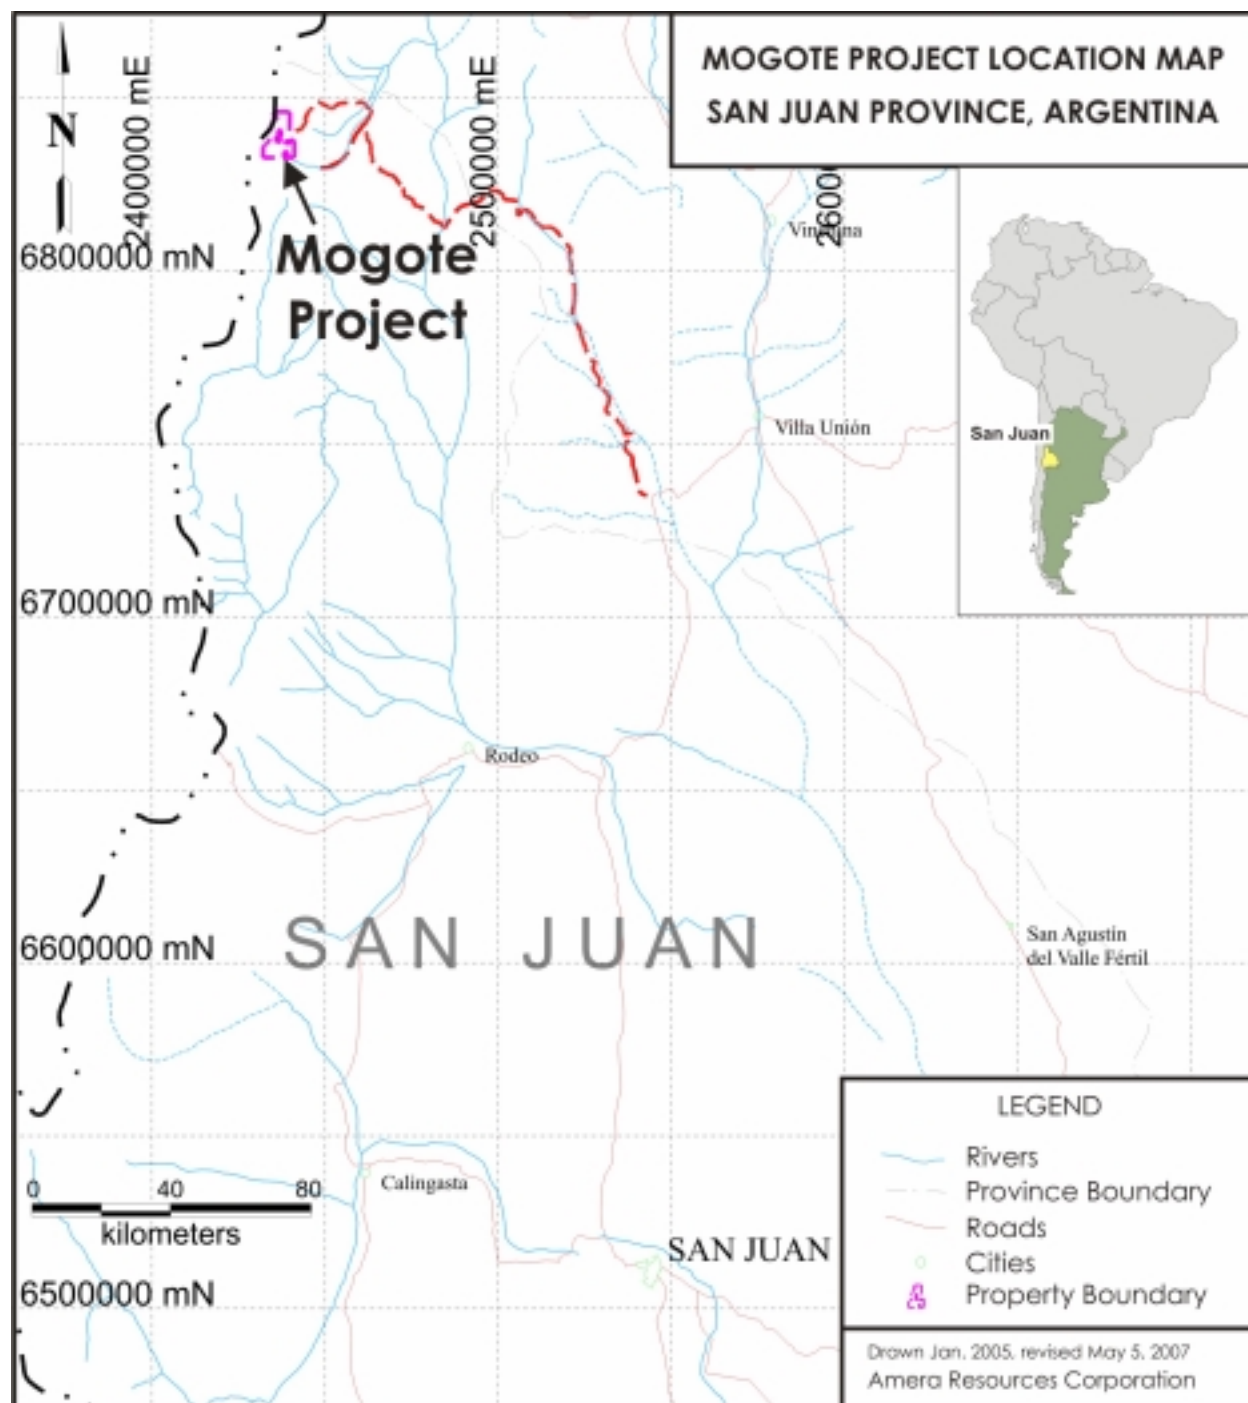 MOGOTE PROJECT LOCATION MAP
SAN JUAN PROVINCE, ARGENTINA
N
2400000 mE
2500000 mE
2600
6800000 mN
Mogote
Project
Villa Unión
San Juan
6700000 mN
Rodeo
SAN JUAN
6600000 mN
San Agustin
del Valle Fértil
Calingasta
0 40 80
kilometers
SAN JUAN
6500000 mN
LEGEND
Rivers
Province Boundary
Roads
Cities
Property Boundary
Drawn Jan. 2005, revised May 5, 2007
Amera Resources Corporation